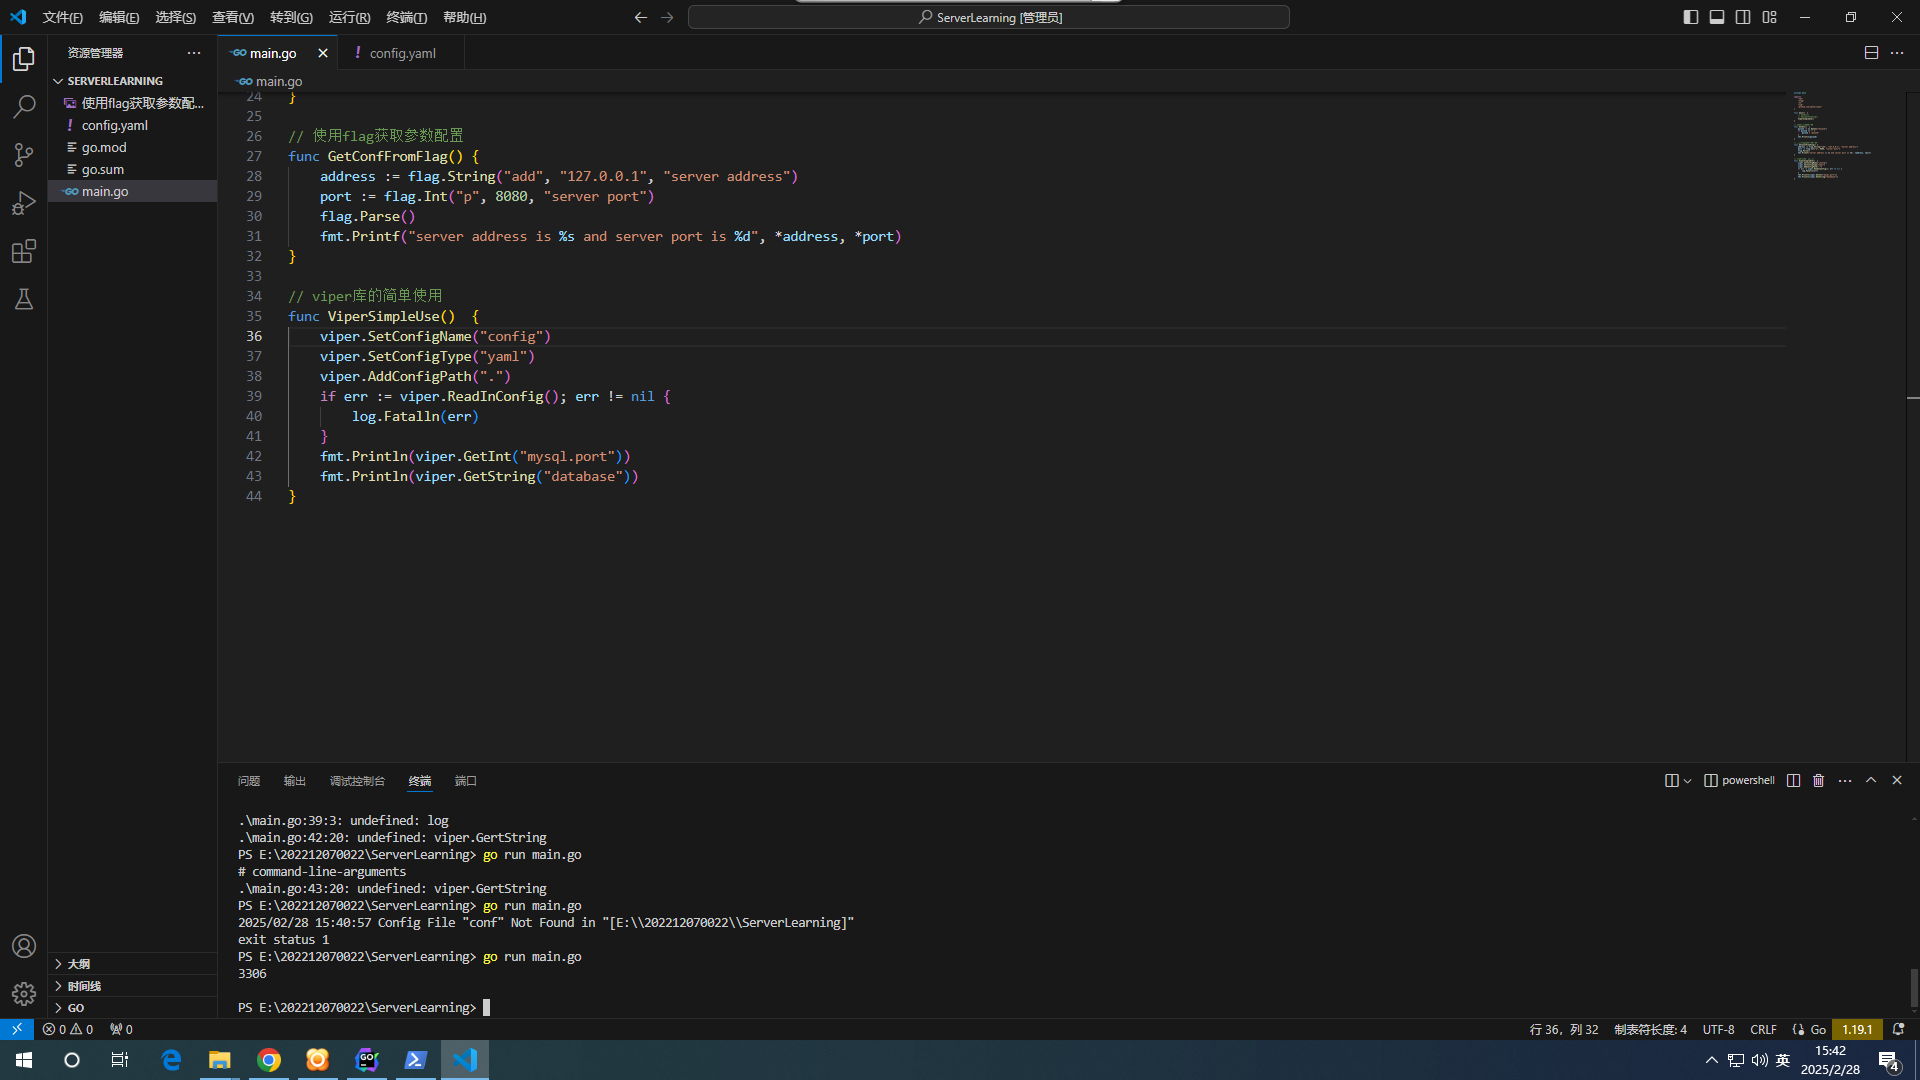 文件(F) 编辑(E) 选择(S) 查看(V) 转到(G) 运行(R) 终端(T) 帮助(H)
ServerLearning [管理员]
资源管理器
SERVERLEARNING
使用flag获取参数配...
config.yaml
go.mod
go.sum
main.go
大纲
时间线
GO
main.go
config.yaml
main.go
24 }
25
26 // 使用flag获取参数配置
27 func GetConfFromFlag() {
28 address := flag.String("add", "127.0.0.1", "server address")
29 port := flag.Int("p", 8080, "server port")
30 flag.Parse()
31 fmt.Printf("server address is %s and server port is %d", *address, *port)
32 }
33
34 // viper库的简单使用
35 func ViperSimpleUse()  {
36 viper.SetConfigName("config")
37 viper.SetConfigType("yaml")
38 viper.AddConfigPath(".")
39 if err := viper.ReadInConfig(); err != nil {
40 log.Fatalln(err)
41 }
42 fmt.Println(viper.GetInt("mysql.port"))
43 fmt.Println(viper.GetString("database"))
44 }
问题 输出 调试控制台 终端 端口
powershell
.\main.go:39:3: undefined: log
.\main.go:42:20: undefined: viper.GertString
PS E:\202212070022\ServerLearning> go run main.go
# command-line-arguments
.\main.go:43:20: undefined: viper.GertString
PS E:\202212070022\ServerLearning> go run main.go
2025/02/28 15:40:57 Config File "conf" Not Found in "[E:\\202212070022\\ServerLearning]"
exit status 1
PS E:\202212070022\ServerLearning> go run main.go
3306
PS E:\202212070022\ServerLearning>
0 0 0
行 36, 列 32 制表符长度: 4 UTF-8 CRLF Go 1.19.1
GO
英
15:42
2025/2/28
4